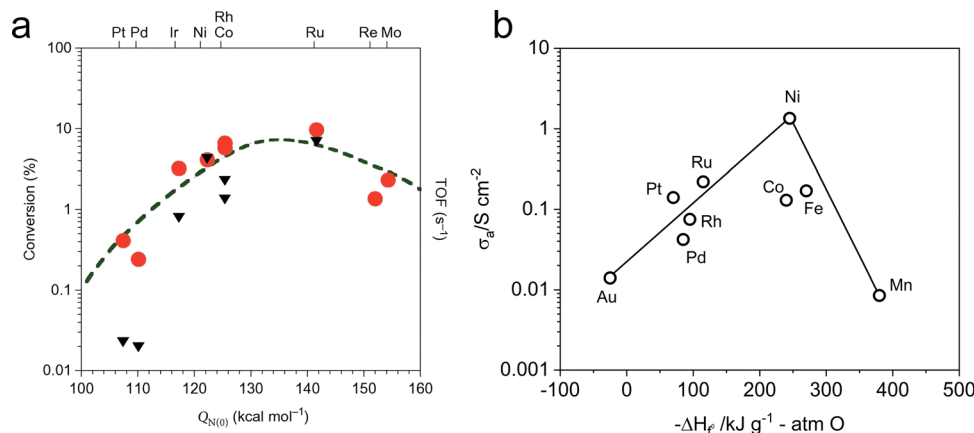 a
Rh
Pt Pd Ir Ni Co Ru Re Mo
100
10
1
0.1
0.01
Conversion (%)
TOF (s⁻¹)
100 110 120 130 140 150 160
Q_N(0) (kcal mol⁻¹)
b
10
1
0.1
0.01
0.001
σₐ/S cm⁻²
Ni
Ru
Pt
Co
Fe
Rh
Pd
Au
Mn
-100 0 100 200 300 400
-ΔH_f⁰ /kJ g⁻¹ - atm O